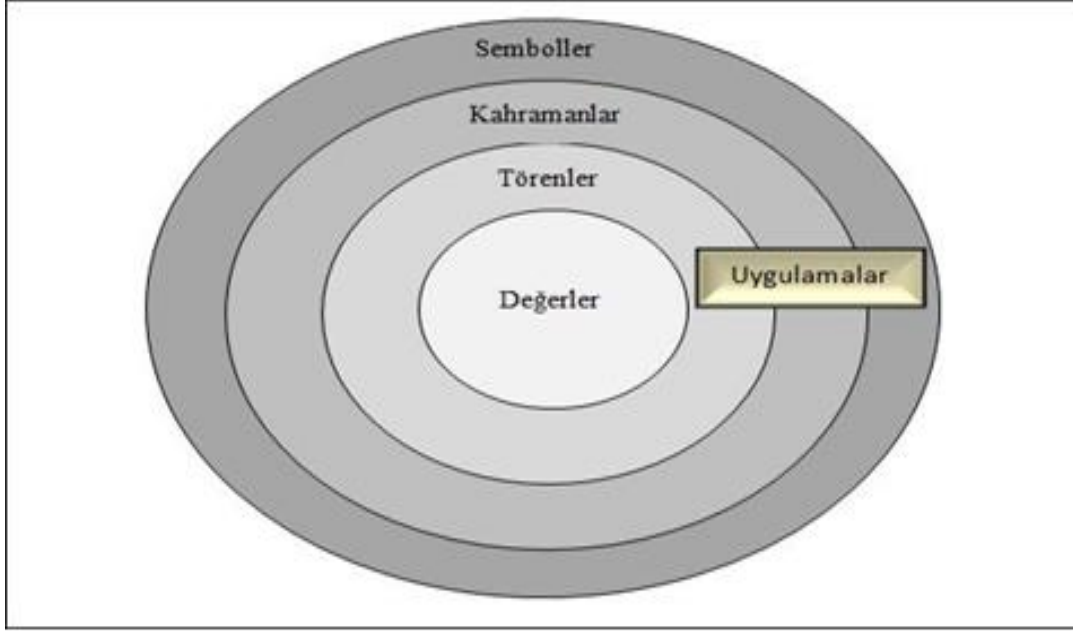 Semboller
Kahramanlar
Törenler
Uygulamalar
Değerler